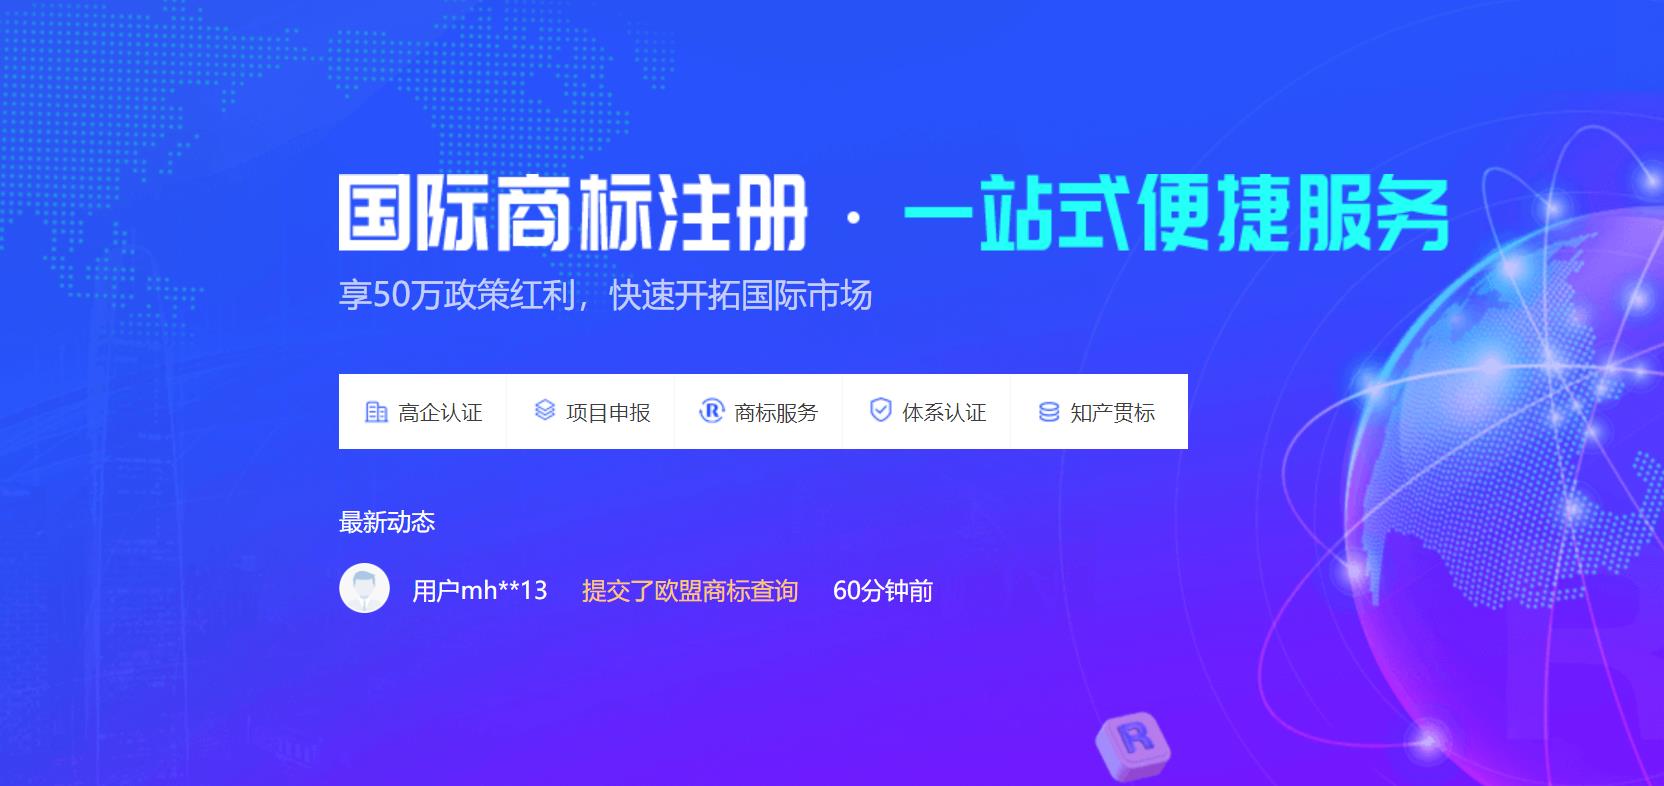 国际商标注册 · 一站式便捷服务
享50万政策红利，快速开拓国际市场
高企认证 项目申报 R 商标服务 体系认证 知产贯标
最新动态
用户mh**13 提交了欧盟商标查询 60分钟前
R
R